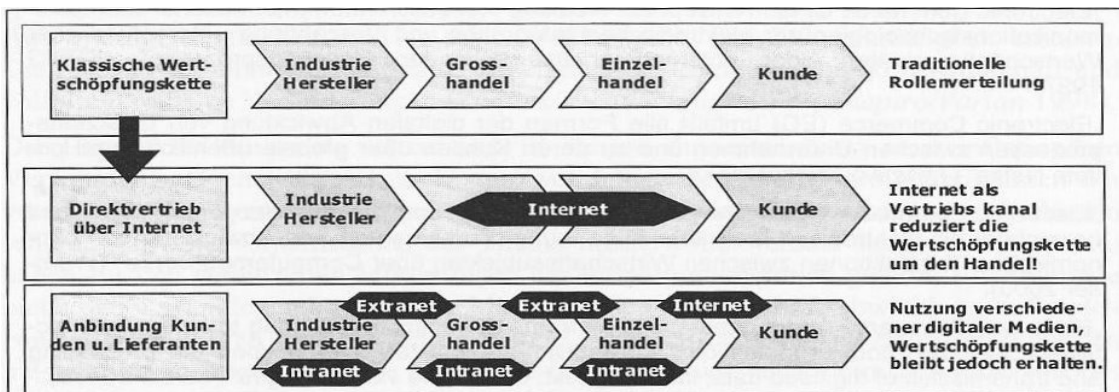 Klassische Wert-
schöpfungskette
Industrie
Hersteller
Gross-
handel
Einzel-
handel
Kunde
Traditionelle
Rollenverteilung
Direktvertrieb
über Internet
Industrie
Hersteller
Internet
Kunde
Internet als
Vertriebs kanal
reduziert die
Wertschöpfungskette
um den Handel!
Anbindung Kun-
den u. Lieferanten
Extranet
Extranet
Internet
Industrie
Hersteller
Gross-
handel
Einzel-
handel
Kunde
Intranet
Intranet
Intranet
Nutzung verschiede-
ner digitaler Medien,
Wertschöpfungskette
bleibt jedoch erhalten.